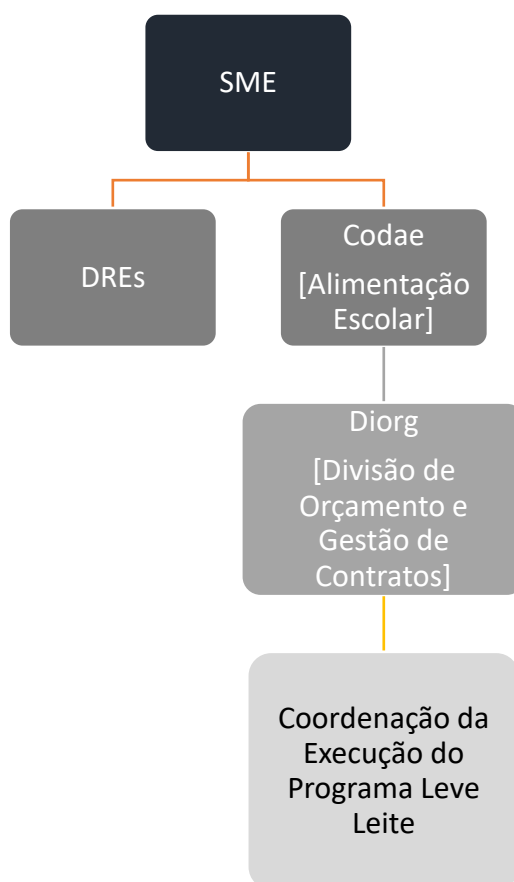 SME
DREs
Codae
[Alimentação
Escolar]
Diorg
[Divisão de
Orçamento e
Gestão de
Contratos]
Coordenação da
Execução do
Programa Leve
Leite